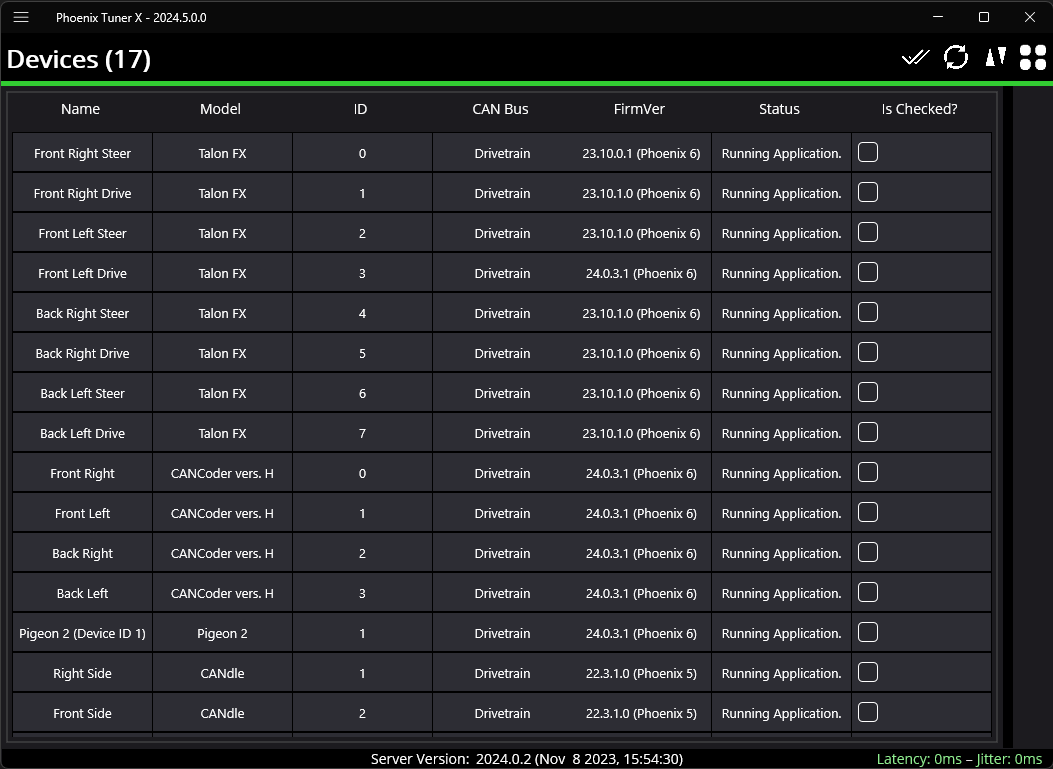 Phoenix Tuner X - 2024.5.0.0
Devices (17)
Name Model ID CAN Bus FirmVer Status Is Checked?
Front Right Steer Talon FX 0 Drivetrain 23.10.0.1 (Phoenix 6) Running Application.
Front Right Drive Talon FX 1 Drivetrain 23.10.1.0 (Phoenix 6) Running Application.
Front Left Steer Talon FX 2 Drivetrain 23.10.1.0 (Phoenix 6) Running Application.
Front Left Drive Talon FX 3 Drivetrain 24.0.3.1 (Phoenix 6) Running Application.
Back Right Steer Talon FX 4 Drivetrain 23.10.1.0 (Phoenix 6) Running Application.
Back Right Drive Talon FX 5 Drivetrain 23.10.1.0 (Phoenix 6) Running Application.
Back Left Steer Talon FX 6 Drivetrain 23.10.1.0 (Phoenix 6) Running Application.
Back Left Drive Talon FX 7 Drivetrain 23.10.1.0 (Phoenix 6) Running Application.
Front Right CANCoder vers. H 0 Drivetrain 24.0.3.1 (Phoenix 6) Running Application.
Front Left CANCoder vers. H 1 Drivetrain 24.0.3.1 (Phoenix 6) Running Application.
Back Right CANCoder vers. H 2 Drivetrain 24.0.3.1 (Phoenix 6) Running Application.
Back Left CANCoder vers. H 3 Drivetrain 24.0.3.1 (Phoenix 6) Running Application.
Pigeon 2 (Device ID 1) Pigeon 2 1 Drivetrain 24.0.3.1 (Phoenix 6) Running Application.
Right Side CANdle 1 Drivetrain 22.3.1.0 (Phoenix 5) Running Application.
Front Side CANdle 2 Drivetrain 22.3.1.0 (Phoenix 5) Running Application.
Server Version: 2024.0.2 (Nov 8 2023, 15:54:30) Latency: 0ms – Jitter: 0ms